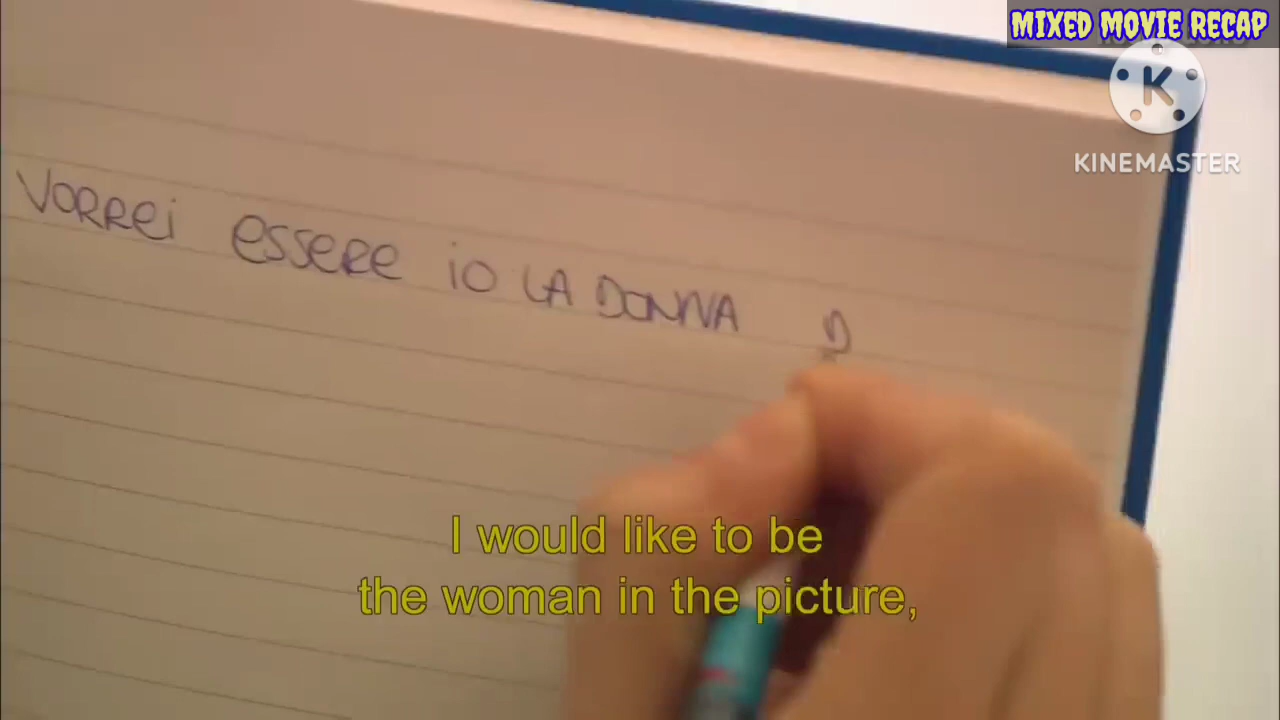 MIXED MOVIE RECAP
K
KINEMASTER
VORREI ESSERE IO LA DONNA D
I would like to be
the woman in the picture,